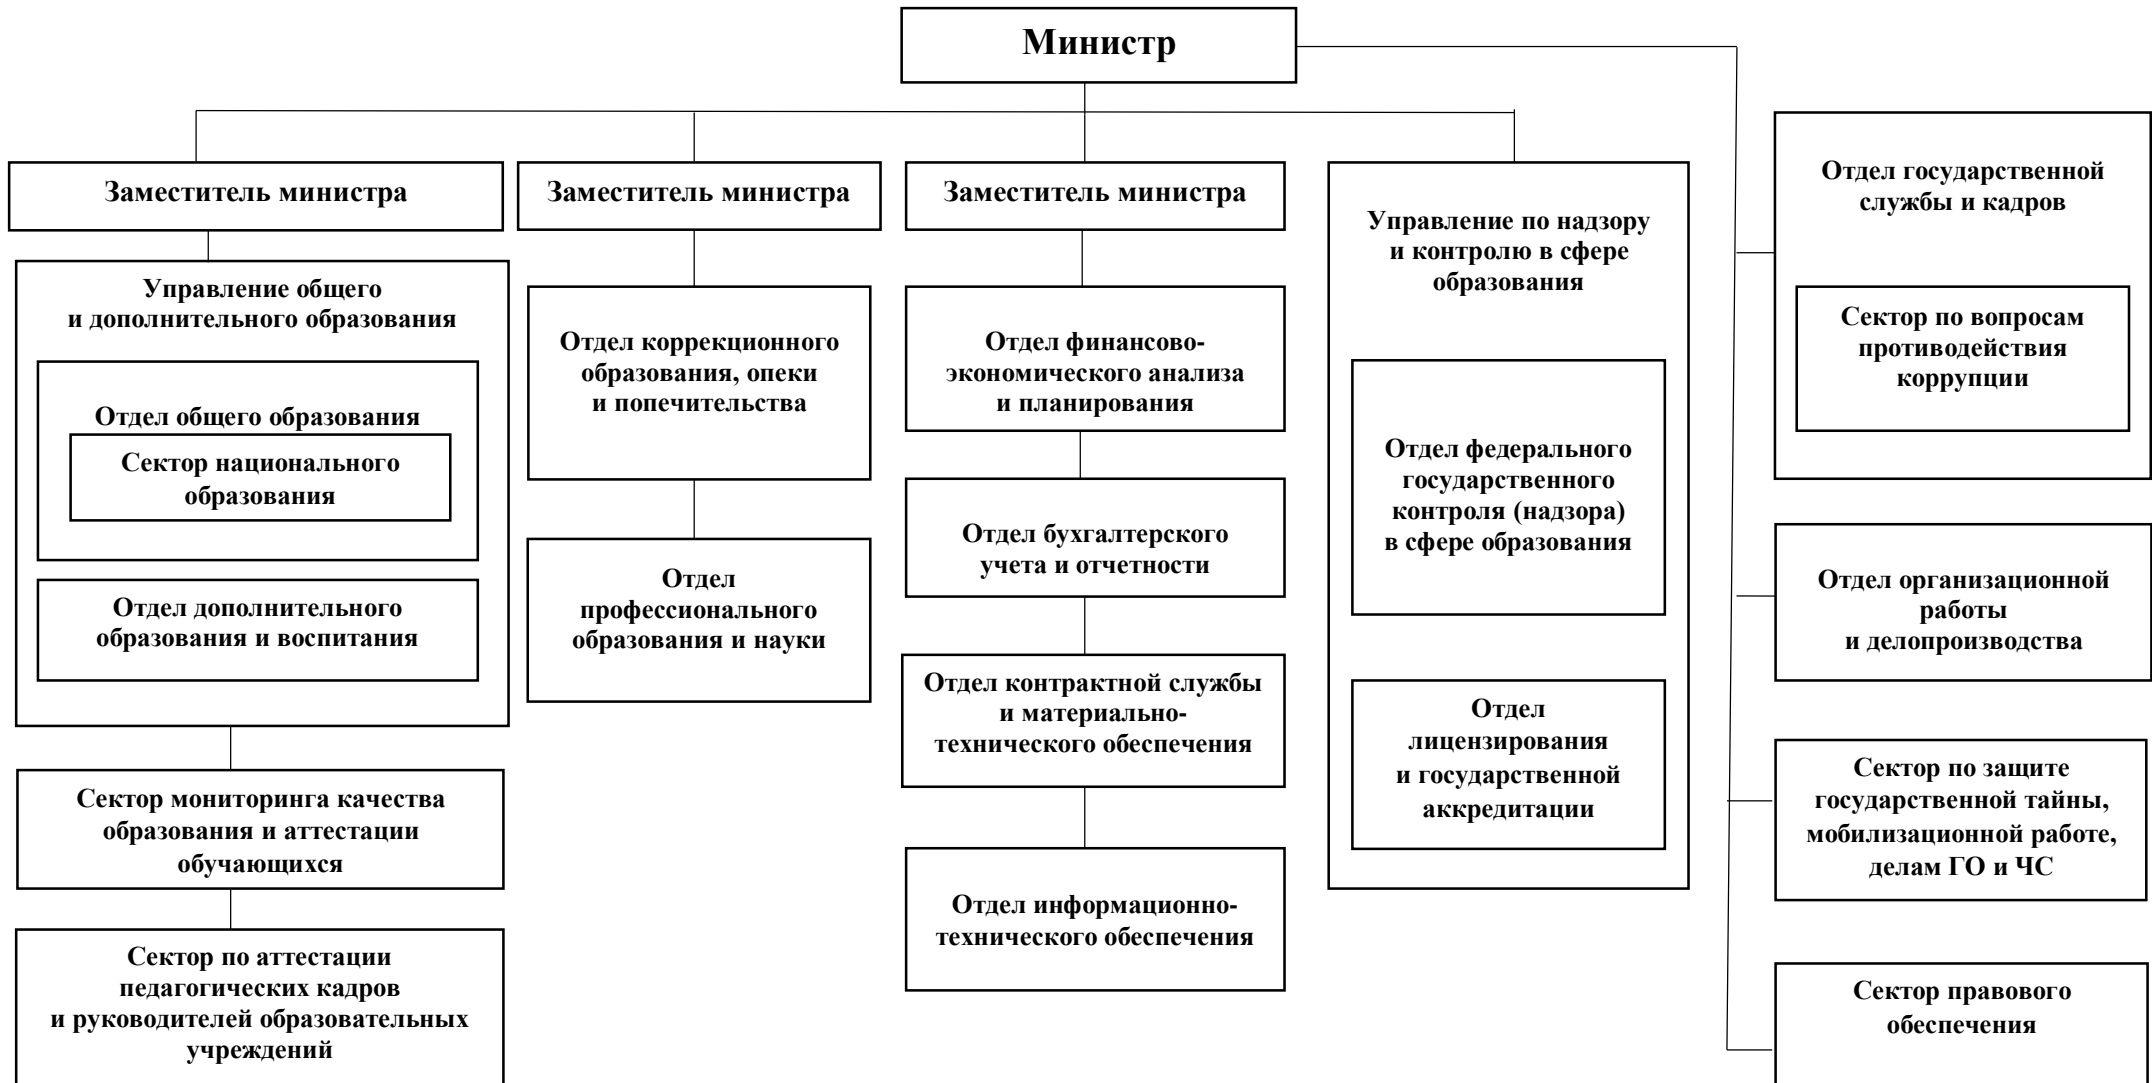 Министр
Заместитель министра
Управление общего
и дополнительного образования
Отдел общего образования
Сектор национального
образования
Отдел дополнительного
образования и воспитания
Сектор мониторинга качества
образования и аттестации
обучающихся
Сектор по аттестации
педагогических кадров
и руководителей образовательных
учреждений
Заместитель министра
Отдел коррекционного
образования, опеки
и попечительства
Отдел
профессионального
образования и науки
Заместитель министра
Отдел финансово-
экономического анализа
и планирования
Отдел бухгалтерского
учета и отчетности
Отдел контрактной службы
и материально-
технического обеспечения
Отдел информационно-
технического обеспечения
Управление по надзору
и контролю в сфере
образования
Отдел федерального
государственного
контроля (надзора)
в сфере образования
Отдел
лицензирования
и государственной
аккредитации
Отдел государственной
службы и кадров
Сектор по вопросам
противодействия
коррупции
Отдел организационной
работы
и делопроизводства
Сектор по защите
государственной тайны,
мобилизационной работе,
делам ГО и ЧС
Сектор правового
обеспечения